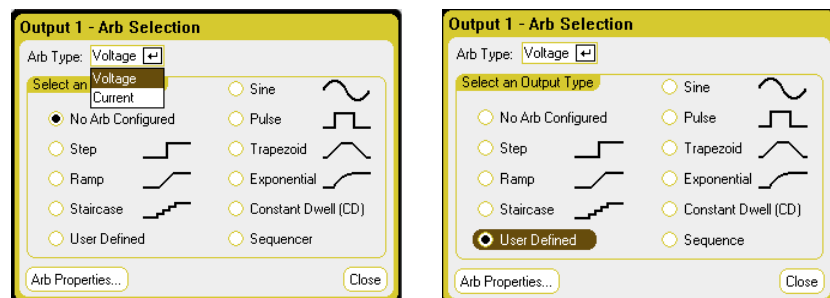 Output 1 - Arb Selection
Arb Type: Voltage
Voltage
Current
Select an
No Arb Configured
Step
Ramp
Staircase
User Defined
Sine
Pulse
Trapezoid
Exponential
Constant Dwell (CD)
Sequencer
Arb Properties...
Close
Output 1 - Arb Selection
Arb Type: Voltage
Select an Output Type
No Arb Configured
Step
Ramp
Staircase
User Defined
Sine
Pulse
Trapezoid
Exponential
Constant Dwell (CD)
Sequence
Arb Properties...
Close